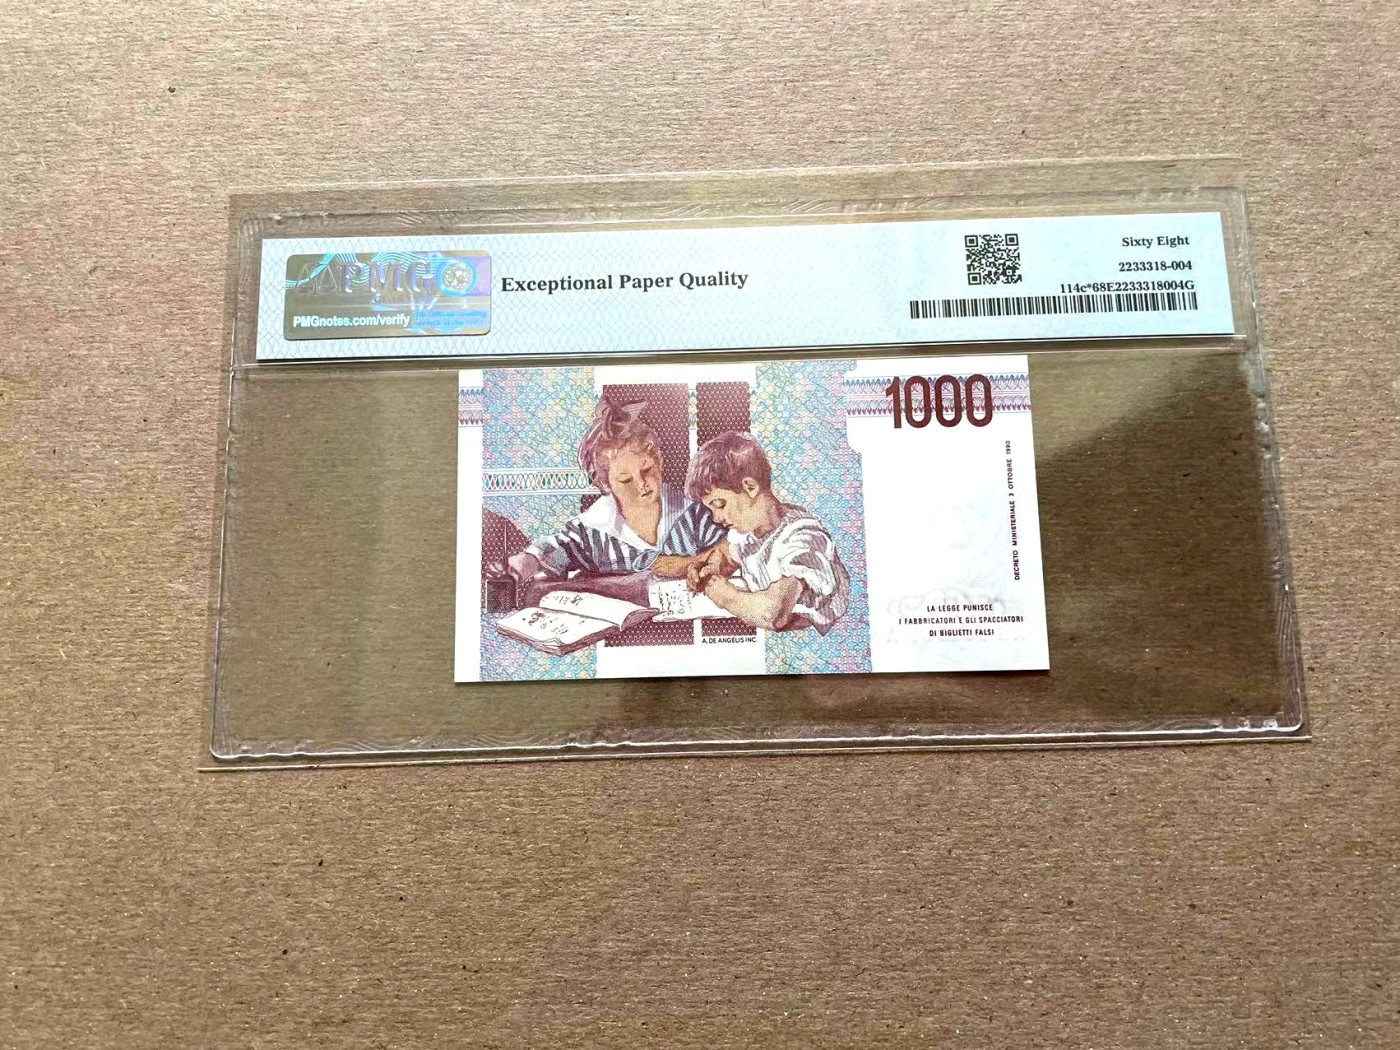 PMG
PMGnotes.com/verify
Exceptional Paper Quality
Sixty Eight
2233318-004
114c*68E2233318004G
1000
DECRETO MINISTERIALE 3 OTTOBRE 1990
LA LEGGE PUNISCE
I FABBRICATORI E GLI SPACCIATORI
DI BIGLIETTI FALSI
A. DE ANGELIS INC.